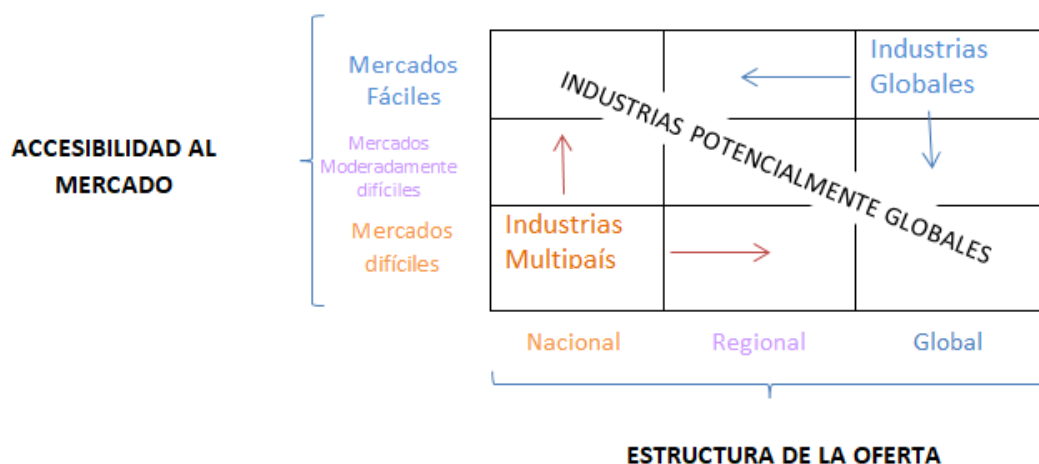 ACCESIBILIDAD AL
MERCADO
Mercados
Fáciles
Mercados
Moderadamente
difíciles
Mercados
difíciles
Industrias
Globales
INDUSTRIAS POTENCIALMENTE GLOBALES
Industrias
Multipaís
Nacional
Regional
Global
ESTRUCTURA DE LA OFERTA